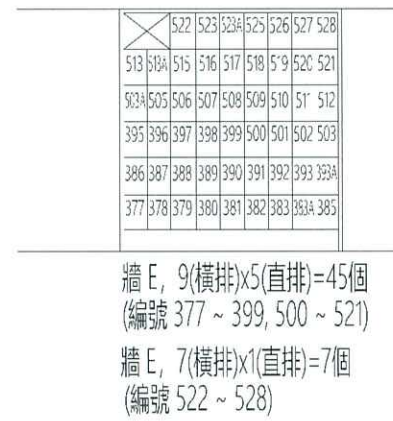 522 523 523A 525 526 527 528
513 513A 515 516 517 518 519 520 521
503A 505 506 507 508 509 510 511 512
395 396 397 398 399 500 501 502 503
386 387 388 389 390 391 392 393 393A
377 378 379 380 381 382 383 383A 385
牆 E, 9(橫排)x5(直排)=45個
(編號 377 ~ 399, 500 ~ 521)
牆 E, 7(橫排)x1(直排)=7個
(編號 522 ~ 528)